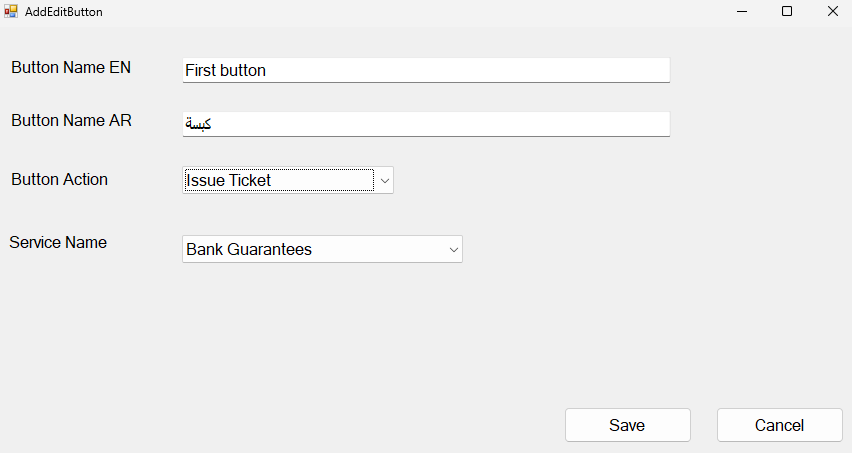 AddEditButton
Button Name EN First button
Button Name AR كبسة
Button Action Issue Ticket
Service Name Bank Guarantees
Save Cancel